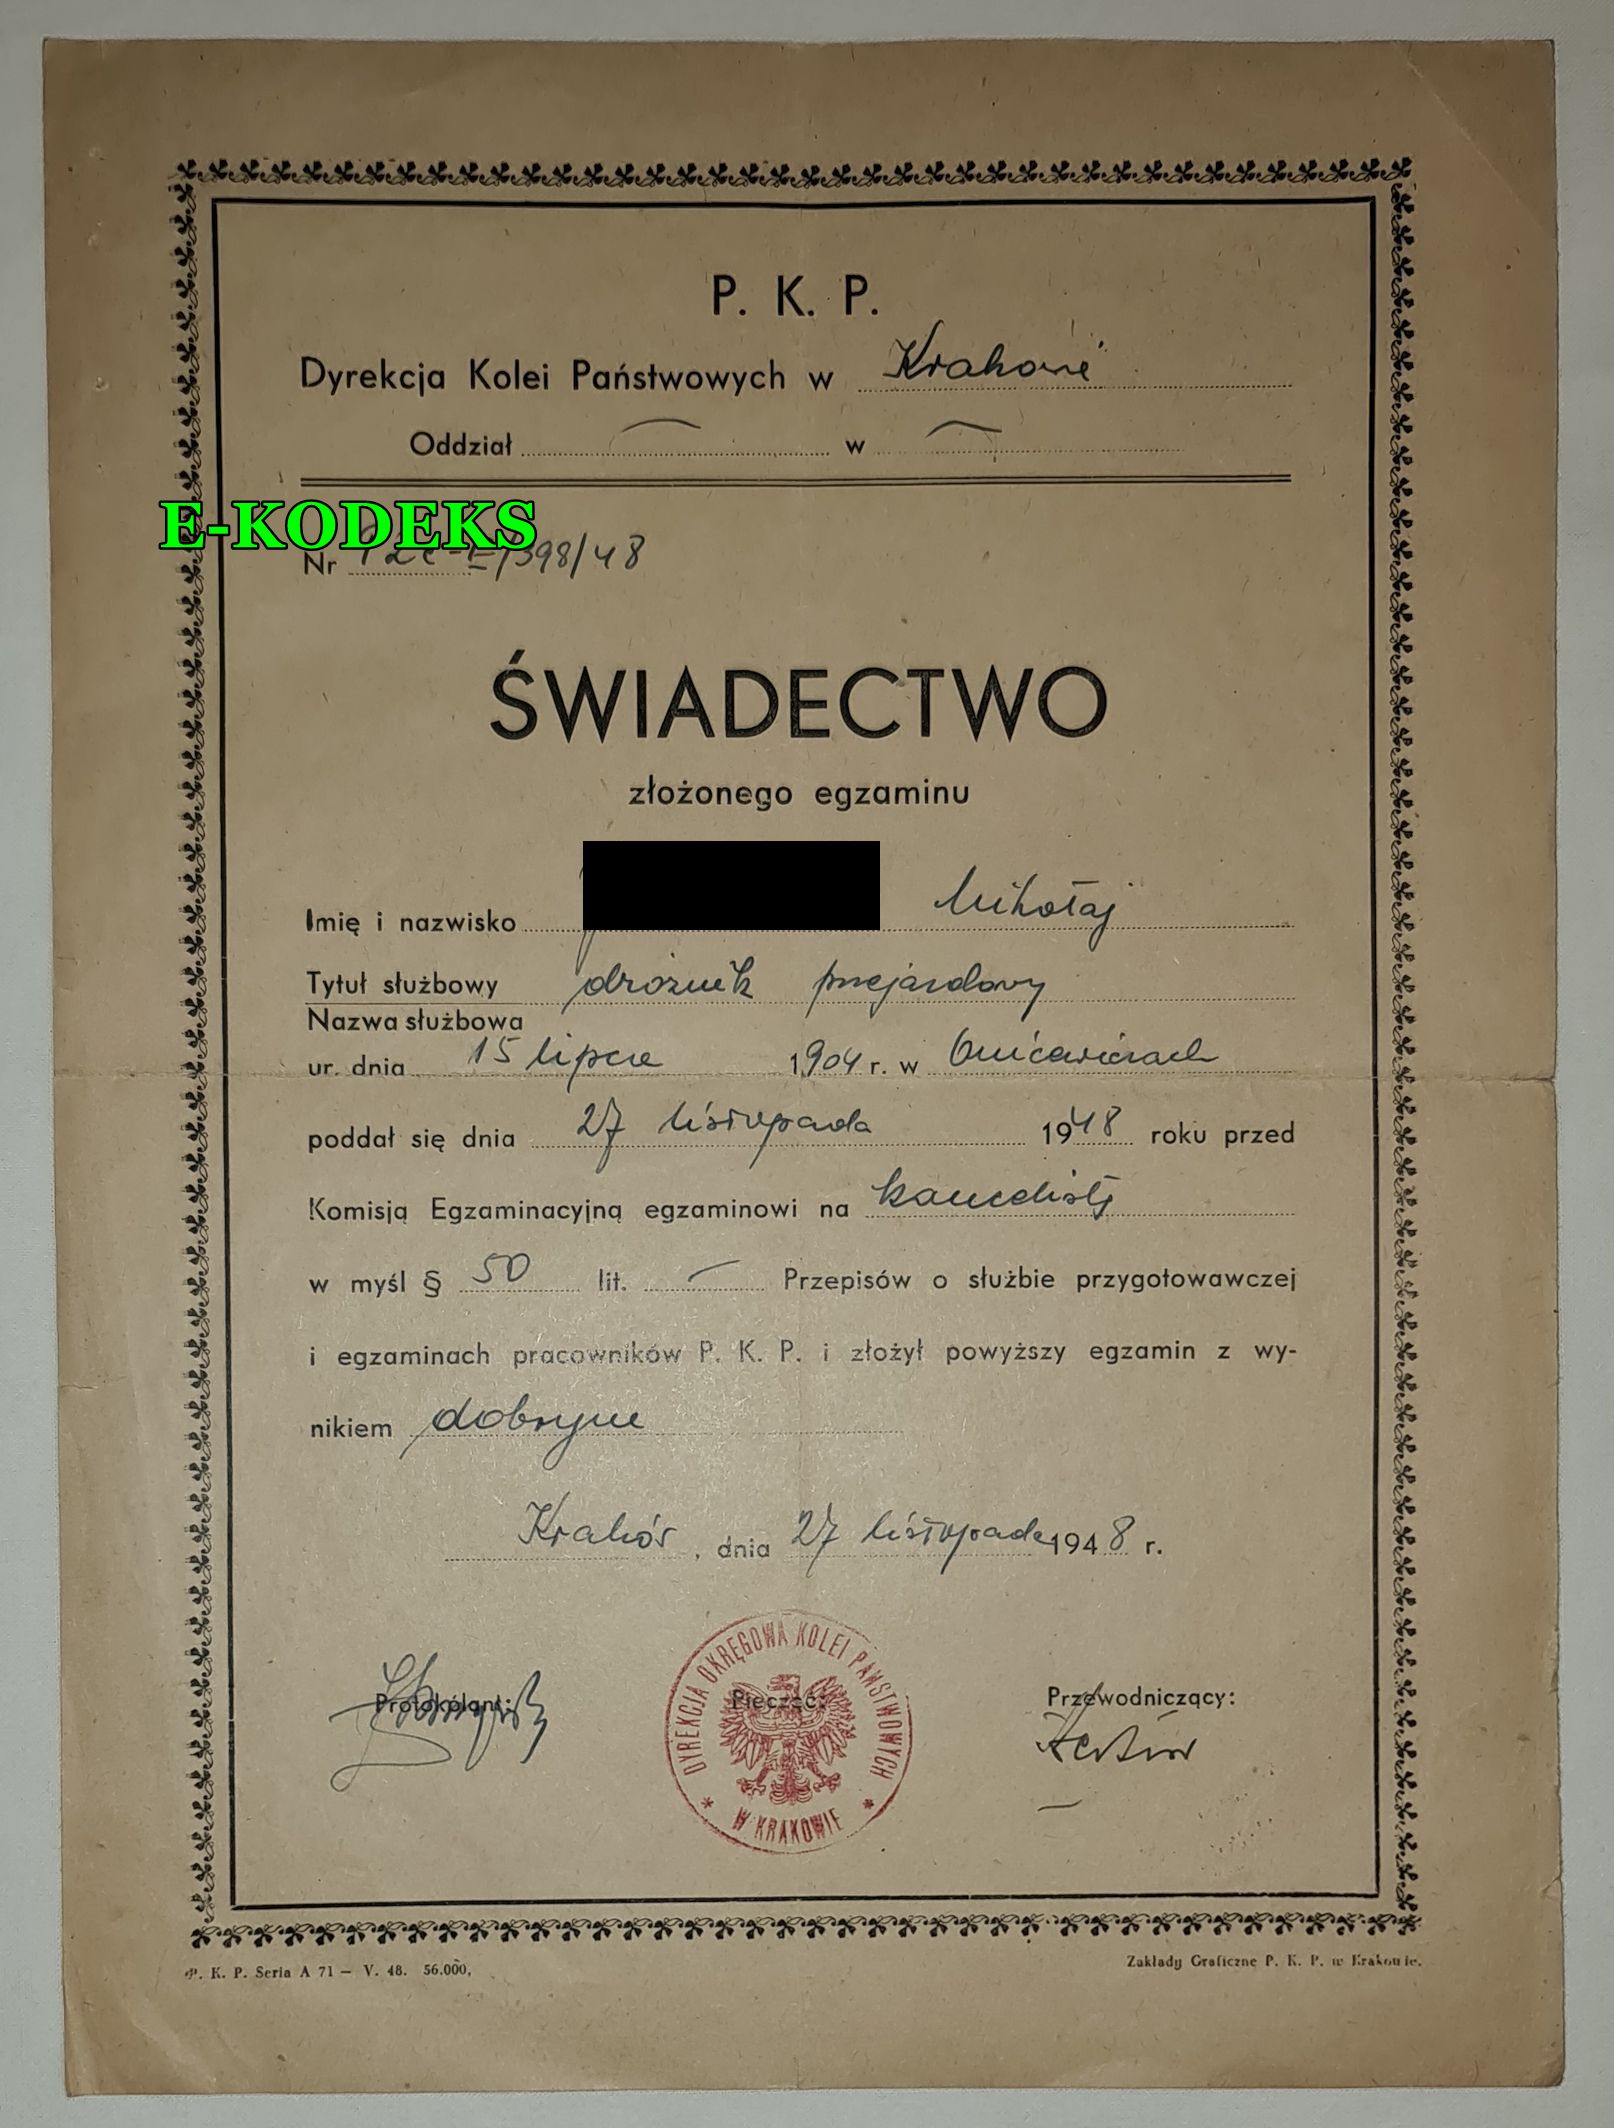 P. K. P.
Dyrekcja Kolei Państwowych w Krakowie
Oddział — w —
E-KODEKS
Nr /398/48
ŚWIADECTWO
złożonego egzaminu
Imię i nazwisko Mikołaj
Tytuł służbowy dróżnik przejazdowy
Nazwa służbowa
ur. dnia 15 lipca 1904 r. w
poddał się dnia 27 listopada 1948 roku przed
Komisją Egzaminacyjną egzaminowi na kancelistę
w myśl § 50 lit. — Przepisów o służbie przygotowawczej
i egzaminach pracowników P. K. P. i złożył powyższy egzamin z wy-
nikiem dobrym
Kraków, dnia 27 listopada 1948 r.
Protokólant:
Pieczęć:
Przewodniczący:
DYREKCJA OKRĘGOWA KOLEI PAŃSTWOWYCH
* W KRAKOWIE *
P. K. P. Seria A 71 — V. 48. 56.000,
Zakłady Graficzne P. K. P. w Krakowie.